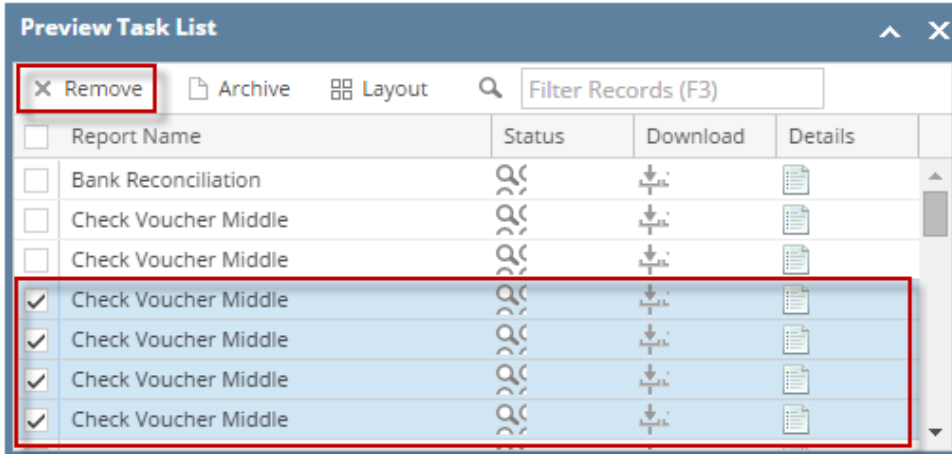 Preview Task List
Remove Archive Layout Filter Records (F3)
Report Name Status Download Details
Bank Reconciliation
Check Voucher Middle
Check Voucher Middle
Check Voucher Middle
Check Voucher Middle
Check Voucher Middle
Check Voucher Middle